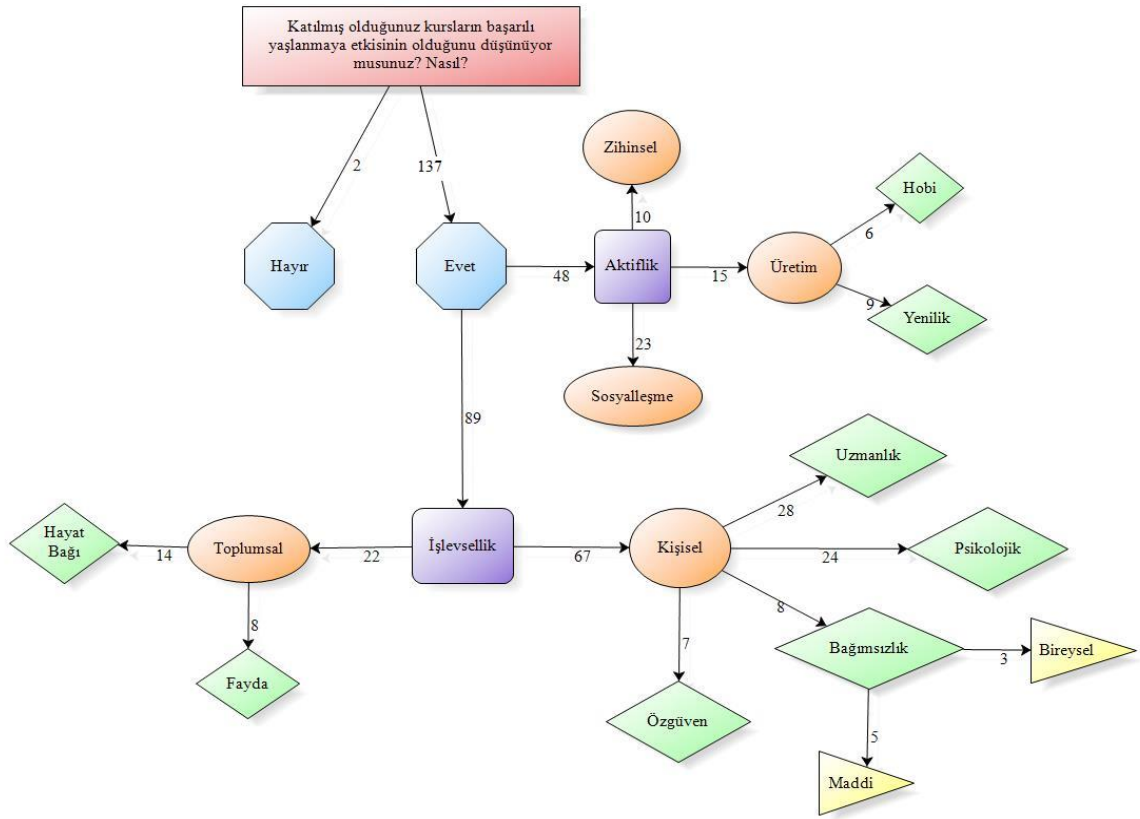 Katılmış olduğunuz kursların başarılı
yaşlanmaya etkisinin olduğunu düşünüyor
musunuz? Nasıl?
2
137
Hayır
Evet
48
Aktiflik
10
Zihinsel
15
Üretim
6
Hobi
9
Yenilik
23
Sosyalleşme
89
İşlevsellik
22
Toplumsal
14
Hayat
Bağı
8
Fayda
67
Kişisel
28
Uzmanlık
24
Psikolojik
8
Bağımsızlık
3
Bireysel
5
Maddi
7
Özgüven